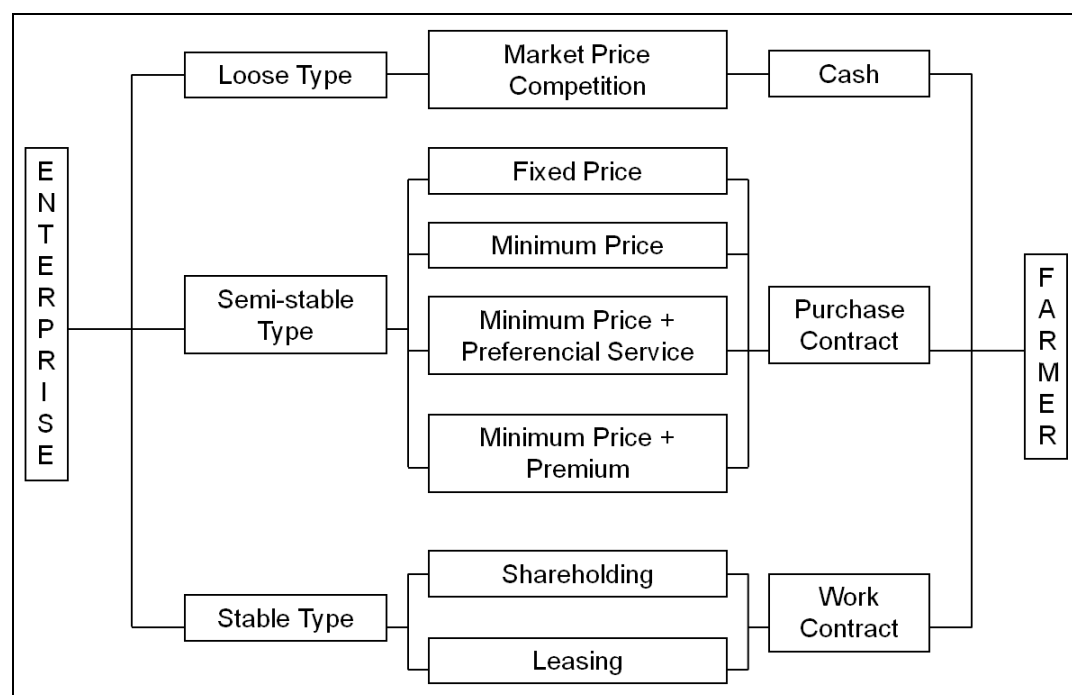 ENTERPRISE
Loose Type
Market Price
Competition
Cash
Semi-stable
Type
Fixed Price
Minimum Price
Minimum Price +
Preferencial Service
Minimum Price +
Premium
Purchase
Contract
Stable Type
Shareholding
Leasing
Work
Contract
FARMER